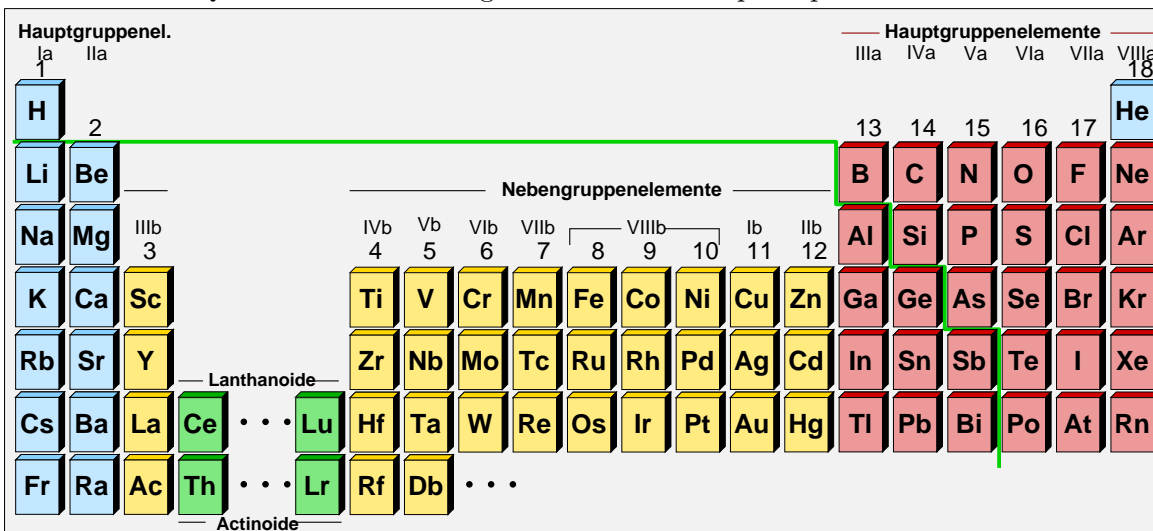 Hauptgruppenel. Hauptgruppenelemente
Ia IIa IIIa IVa Va VIa VIIa VIIIa
1 18
H He
2 13 14 15 16 17
Li Be B C N O F Ne
Nebengruppenelemente
IIIb IVb Vb VIb VIIb VIIIb Ib IIb
Na Mg Al Si P S Cl Ar
3 4 5 6 7 8 9 10 11 12
K Ca Sc Ti V Cr Mn Fe Co Ni Cu Zn Ga Ge As Se Br Kr
Rb Sr Y Zr Nb Mo Tc Ru Rh Pd Ag Cd In Sn Sb Te I Xe
Lanthanoide
Cs Ba La Ce • • • Lu Hf Ta W Re Os Ir Pt Au Hg Tl Pb Bi Po At Rn
Fr Ra Ac Th • • • Lr Rf Db • • •
Actinoide